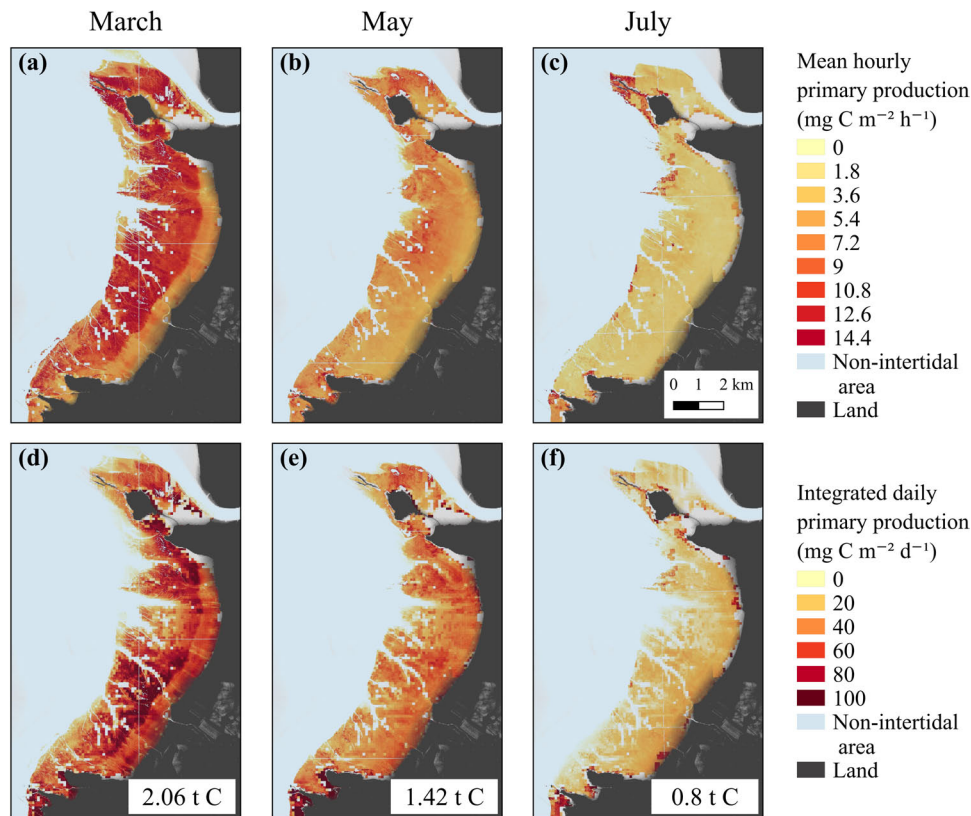 March
May
July
(a)
(b)
(c)
Mean hourly
primary production
(mg C m⁻² h⁻¹)
0
1.8
3.6
5.4
7.2
9
10.8
12.6
14.4
Non-intertidal
area
Land
0 1 2 km
(d)
(e)
(f)
Integrated daily
primary production
(mg C m⁻² d⁻¹)
0
20
40
60
80
100
Non-intertidal
area
Land
2.06 t C
1.42 t C
0.8 t C